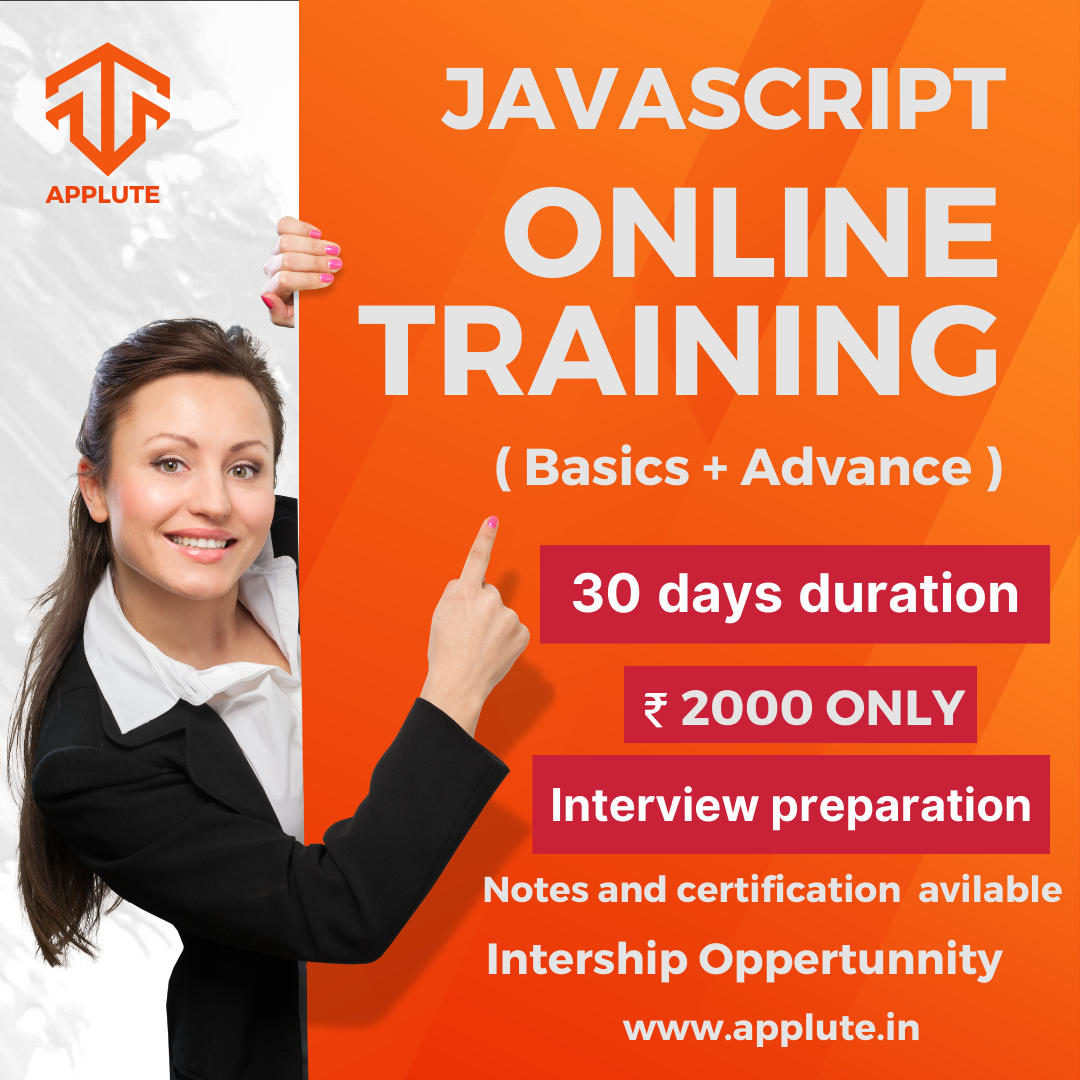 APPLUTE
JAVASCRIPT
ONLINE
TRAINING
( Basics + Advance )
30 days duration
₹ 2000 ONLY
Interview preparation
Notes and certification avilable
Intership Oppertunnity
www.applute.in